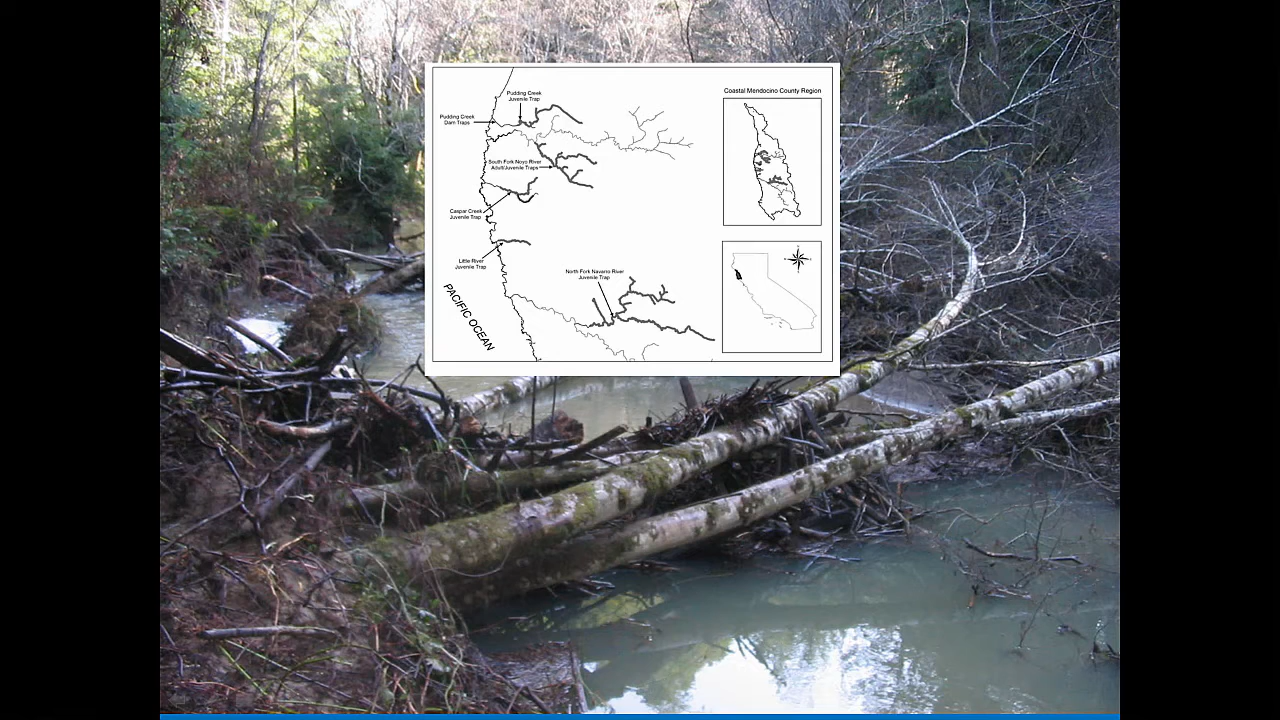 Coastal Mendocino County Region
Pudding Creek
Juvenile Trap
Pudding Creek
Dam Traps
South Fork Noyo River
Adult/Juvenile Traps
Caspar Creek
Juvenile Trap
Little River
Juvenile Trap
North Fork Navarro River
Juvenile Trap
PACIFIC OCEAN